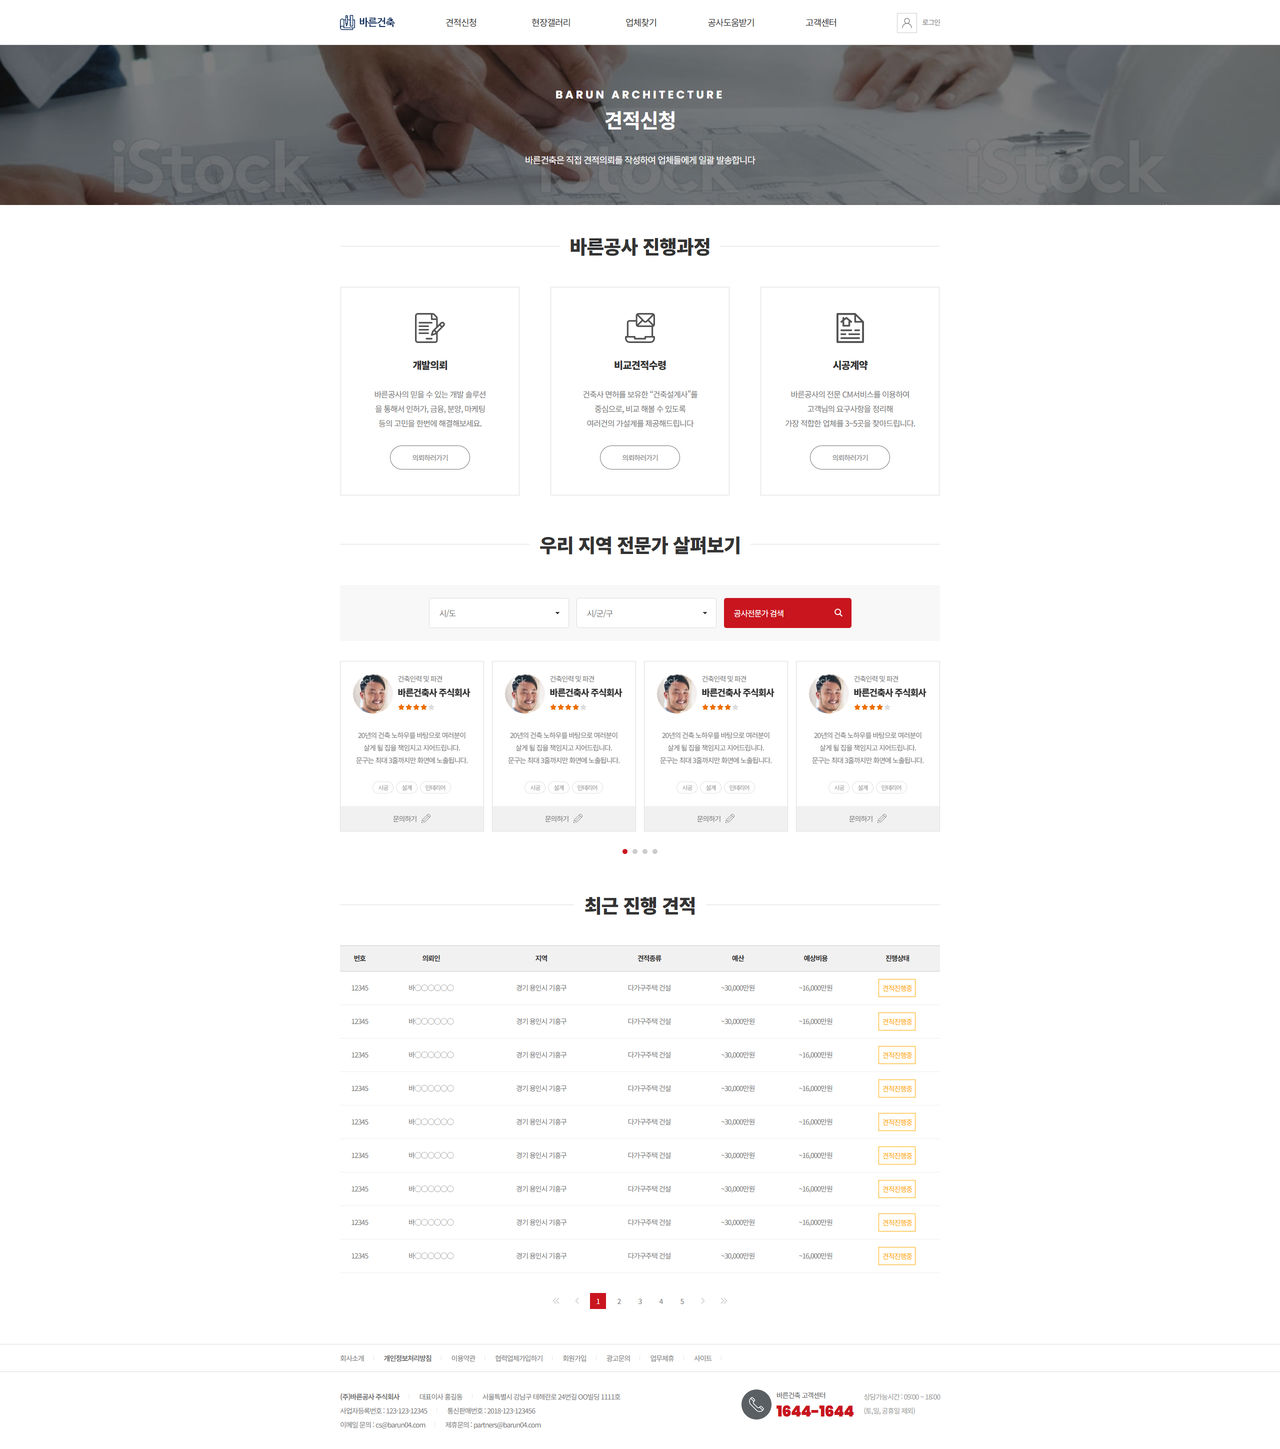 바른건축
견적신청
현장갤러리
업체찾기
공사도움받기
고객센터
로그인
BARUN ARCHITECTURE
견적신청
바른건축은 직접 견적의뢰를 작성하여 업체들에게 일괄 발송합니다
iStock
iStock
iStock
바른공사 진행과정
개발의뢰
바른공사의 믿을 수 있는 개발 솔루션
을 통해서 인허가, 금융, 분양, 마케팅
등의 고민을 한번에 해결해보세요.
의뢰하러가기
비교견적수령
건축사 면허를 보유한 "건축설계사"를
중심으로, 비교 해볼 수 있도록
여러건의 가설계를 제공해드립니다
의뢰하러가기
시공계약
바른공사의 전문 CM서비스를 이용하여
고객님의 요구사항을 정리해
가장 적합한 업체를 3~5곳을 찾아드립니다.
의뢰하러가기
우리 지역 전문가 살펴보기
시/도
시/군/구
공사전문가 검색
건축인력 및 파견
바른건축사 주식회사
20년의 건축 노하우를 바탕으로 여러분이
살게 될 집을 책임지고 지어드립니다.
문구는 최대 3줄까지만 화면에 노출됩니다.
시공 설계 인테리어
문의하기
건축인력 및 파견
바른건축사 주식회사
20년의 건축 노하우를 바탕으로 여러분이
살게 될 집을 책임지고 지어드립니다.
문구는 최대 3줄까지만 화면에 노출됩니다.
시공 설계 인테리어
문의하기
건축인력 및 파견
바른건축사 주식회사
20년의 건축 노하우를 바탕으로 여러분이
살게 될 집을 책임지고 지어드립니다.
문구는 최대 3줄까지만 화면에 노출됩니다.
시공 설계 인테리어
문의하기
건축인력 및 파견
바른건축사 주식회사
20년의 건축 노하우를 바탕으로 여러분이
살게 될 집을 책임지고 지어드립니다.
문구는 최대 3줄까지만 화면에 노출됩니다.
시공 설계 인테리어
문의하기
최근 진행 견적
번호 의뢰인 지역 견적종류 예산 예상비용 진행상태
12345 바○○○○○○ 경기 용인시 기흥구 다가구주택 건설 ~30,000만원 ~16,000만원 견적진행중
12345 바○○○○○○ 경기 용인시 기흥구 다가구주택 건설 ~30,000만원 ~16,000만원 견적진행중
12345 바○○○○○○ 경기 용인시 기흥구 다가구주택 건설 ~30,000만원 ~16,000만원 견적진행중
12345 바○○○○○○ 경기 용인시 기흥구 다가구주택 건설 ~30,000만원 ~16,000만원 견적진행중
12345 바○○○○○○ 경기 용인시 기흥구 다가구주택 건설 ~30,000만원 ~16,000만원 견적진행중
12345 바○○○○○○ 경기 용인시 기흥구 다가구주택 건설 ~30,000만원 ~16,000만원 견적진행중
12345 바○○○○○○ 경기 용인시 기흥구 다가구주택 건설 ~30,000만원 ~16,000만원 견적진행중
12345 바○○○○○○ 경기 용인시 기흥구 다가구주택 건설 ~30,000만원 ~16,000만원 견적진행중
12345 바○○○○○○ 경기 용인시 기흥구 다가구주택 건설 ~30,000만원 ~16,000만원 견적진행중
1 2 3 4 5
회사소개 개인정보처리방침 이용약관 협력업체가입하기 회원가입 광고문의 업무제휴 사이트
(주)바른공사 주식회사 대표이사 홍길동 서울특별시 강남구 테헤란로 24번길 OO빌딩 1111호
사업자등록번호 : 123-123-12345 통신판매번호 : 2018-123-123456
이메일 문의 : cs@barun04.com 제휴문의 : partners@barun04.com
바른건축 고객센터
1644-1644
상담가능시간 : 09:00 ~ 18:00
(토,일, 공휴일 제외)